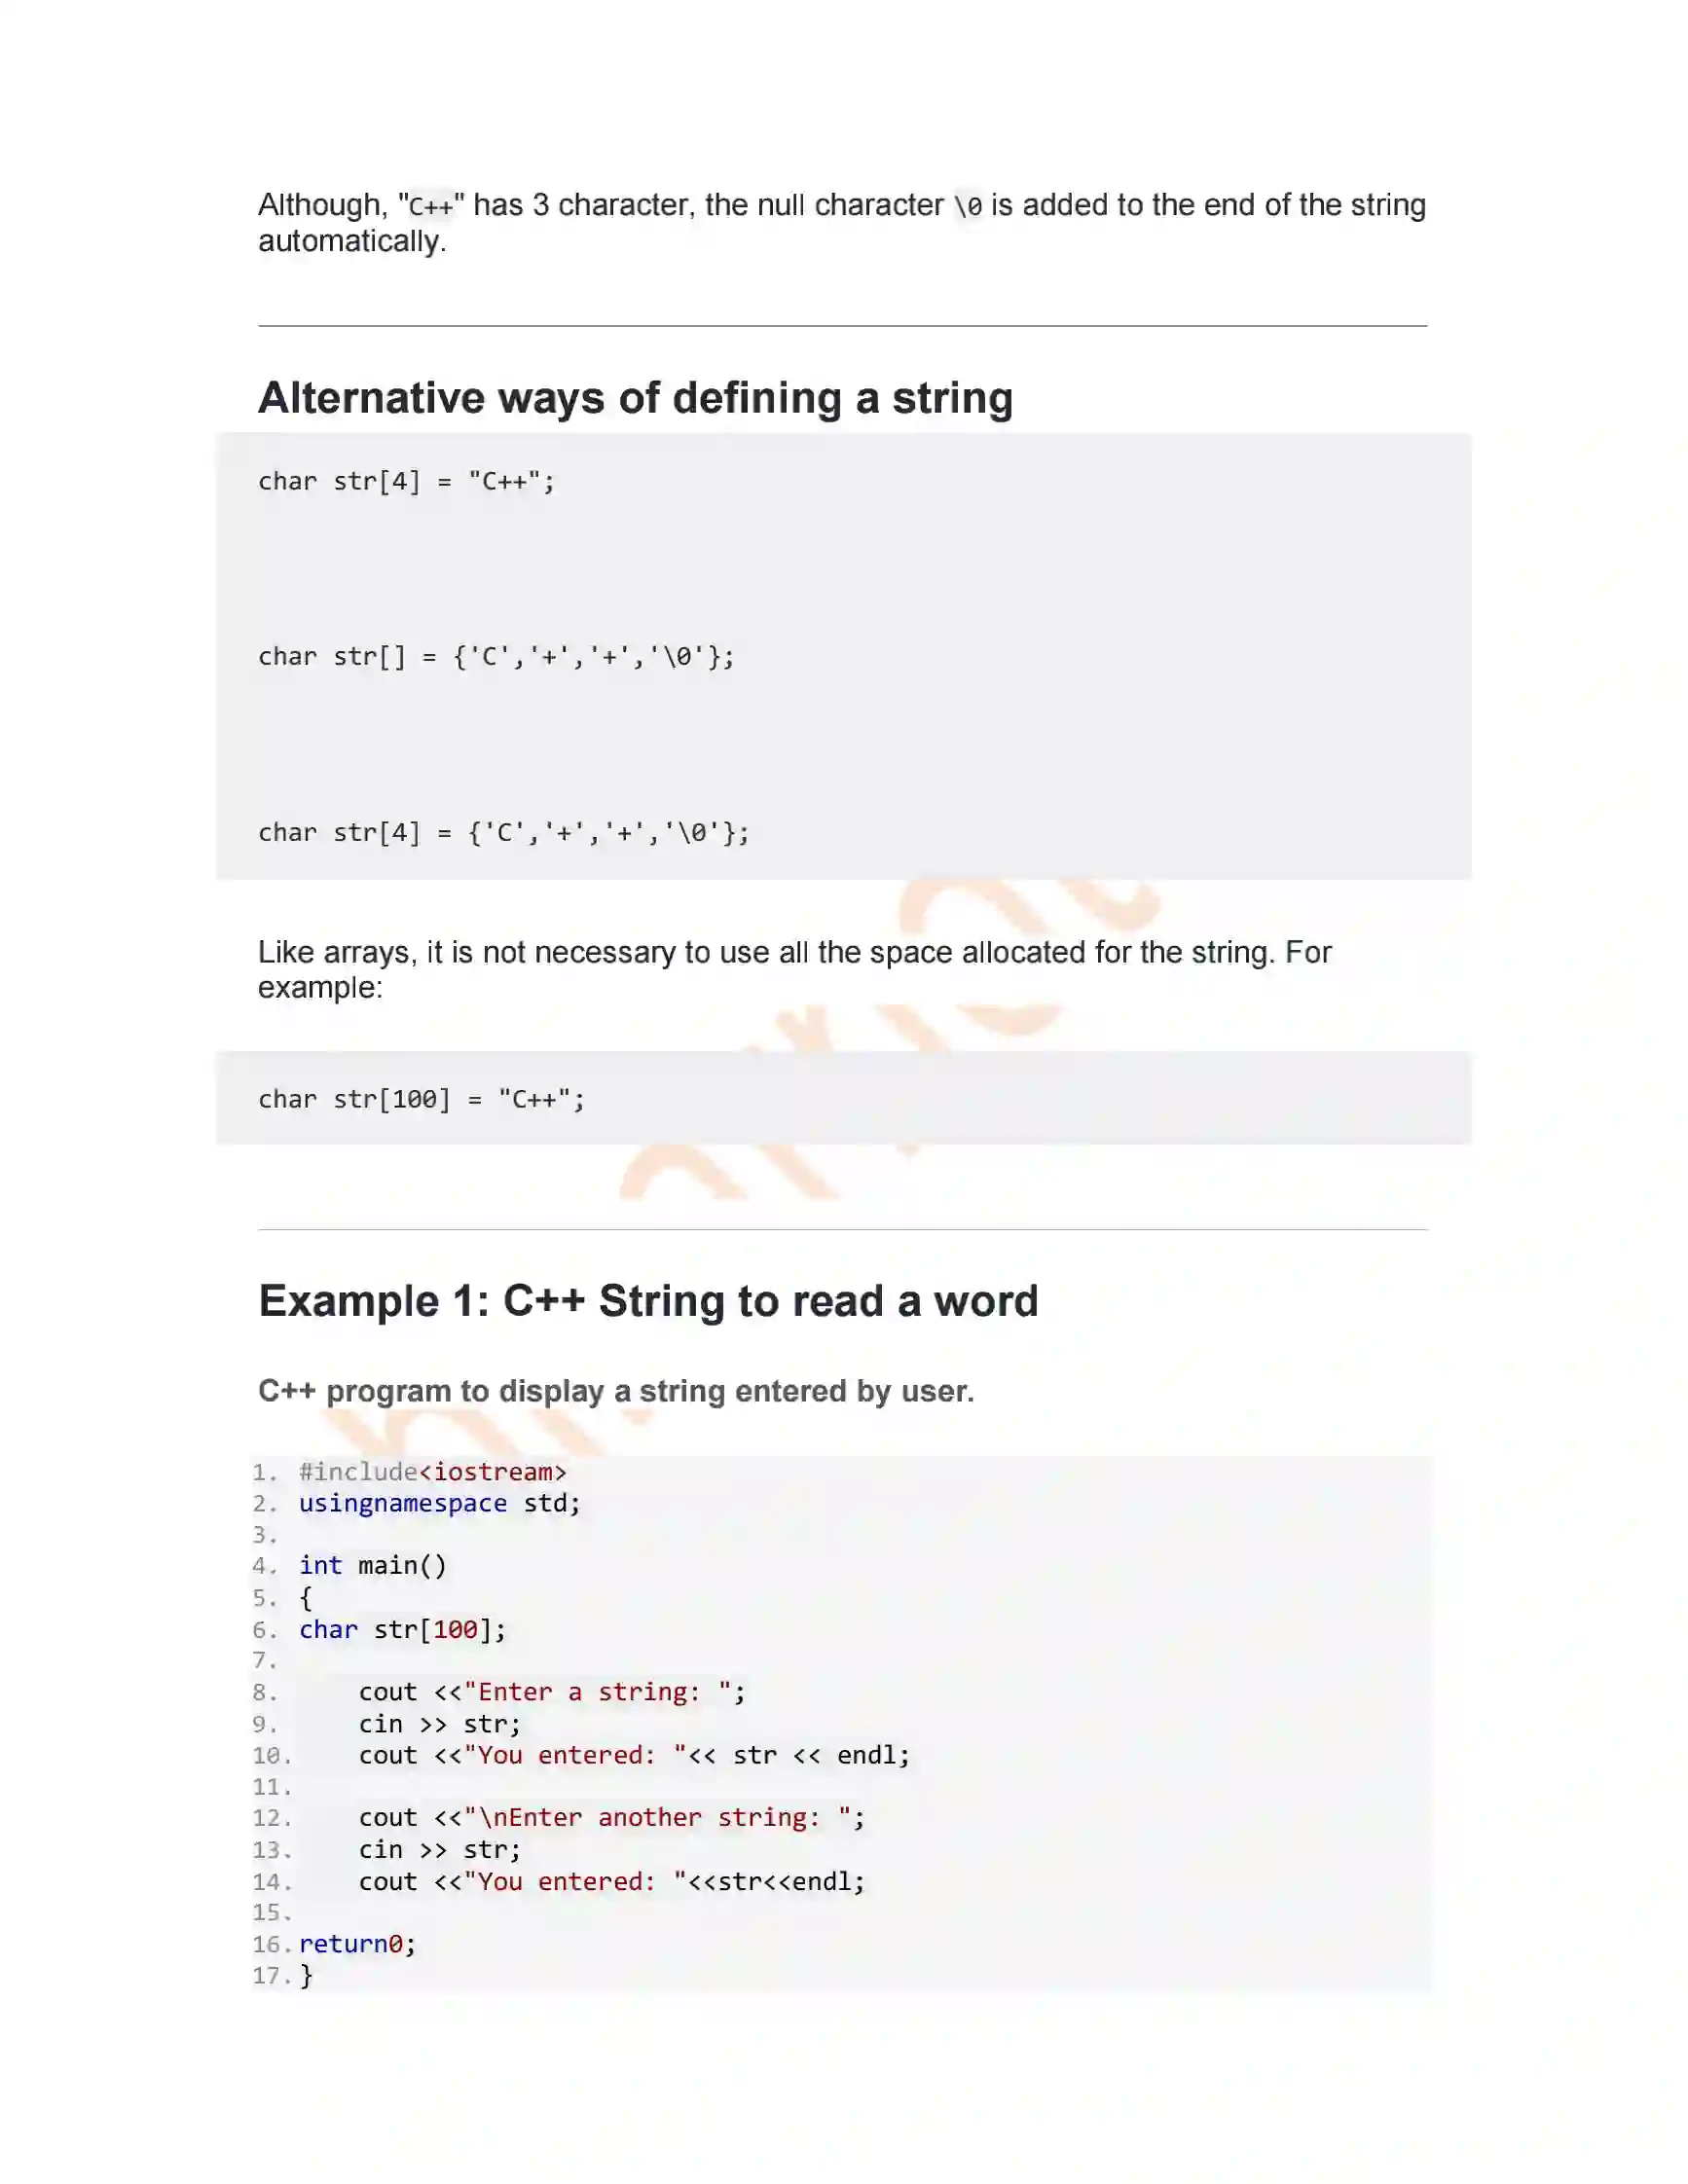 Although, "C++" has 3 character, the null character \0 is added to the end of the string
automatically.
Alternative ways of defining a string
char str[4] = "C++";
char str[] = {'C','+','+','\0'};
char str[4] = {'C','+','+','\0'};
Like arrays, it is not necessary to use all the space allocated for the string. For
example:
char str[100] = "C++";
Example 1: C++ String to read a word
C++ program to display a string entered by user.
1. #include<iostream>
2. usingnamespace std;
3.
4. int main()
5. {
6. char str[100];
7.
8. cout <<"Enter a string: ";
9. cin >> str;
10. cout <<"You entered: "<< str << endl;
11.
12. cout <<"\nEnter another string: ";
13. cin >> str;
14. cout <<"You entered: "<<str<<endl;
15.
16. return0;
17. }